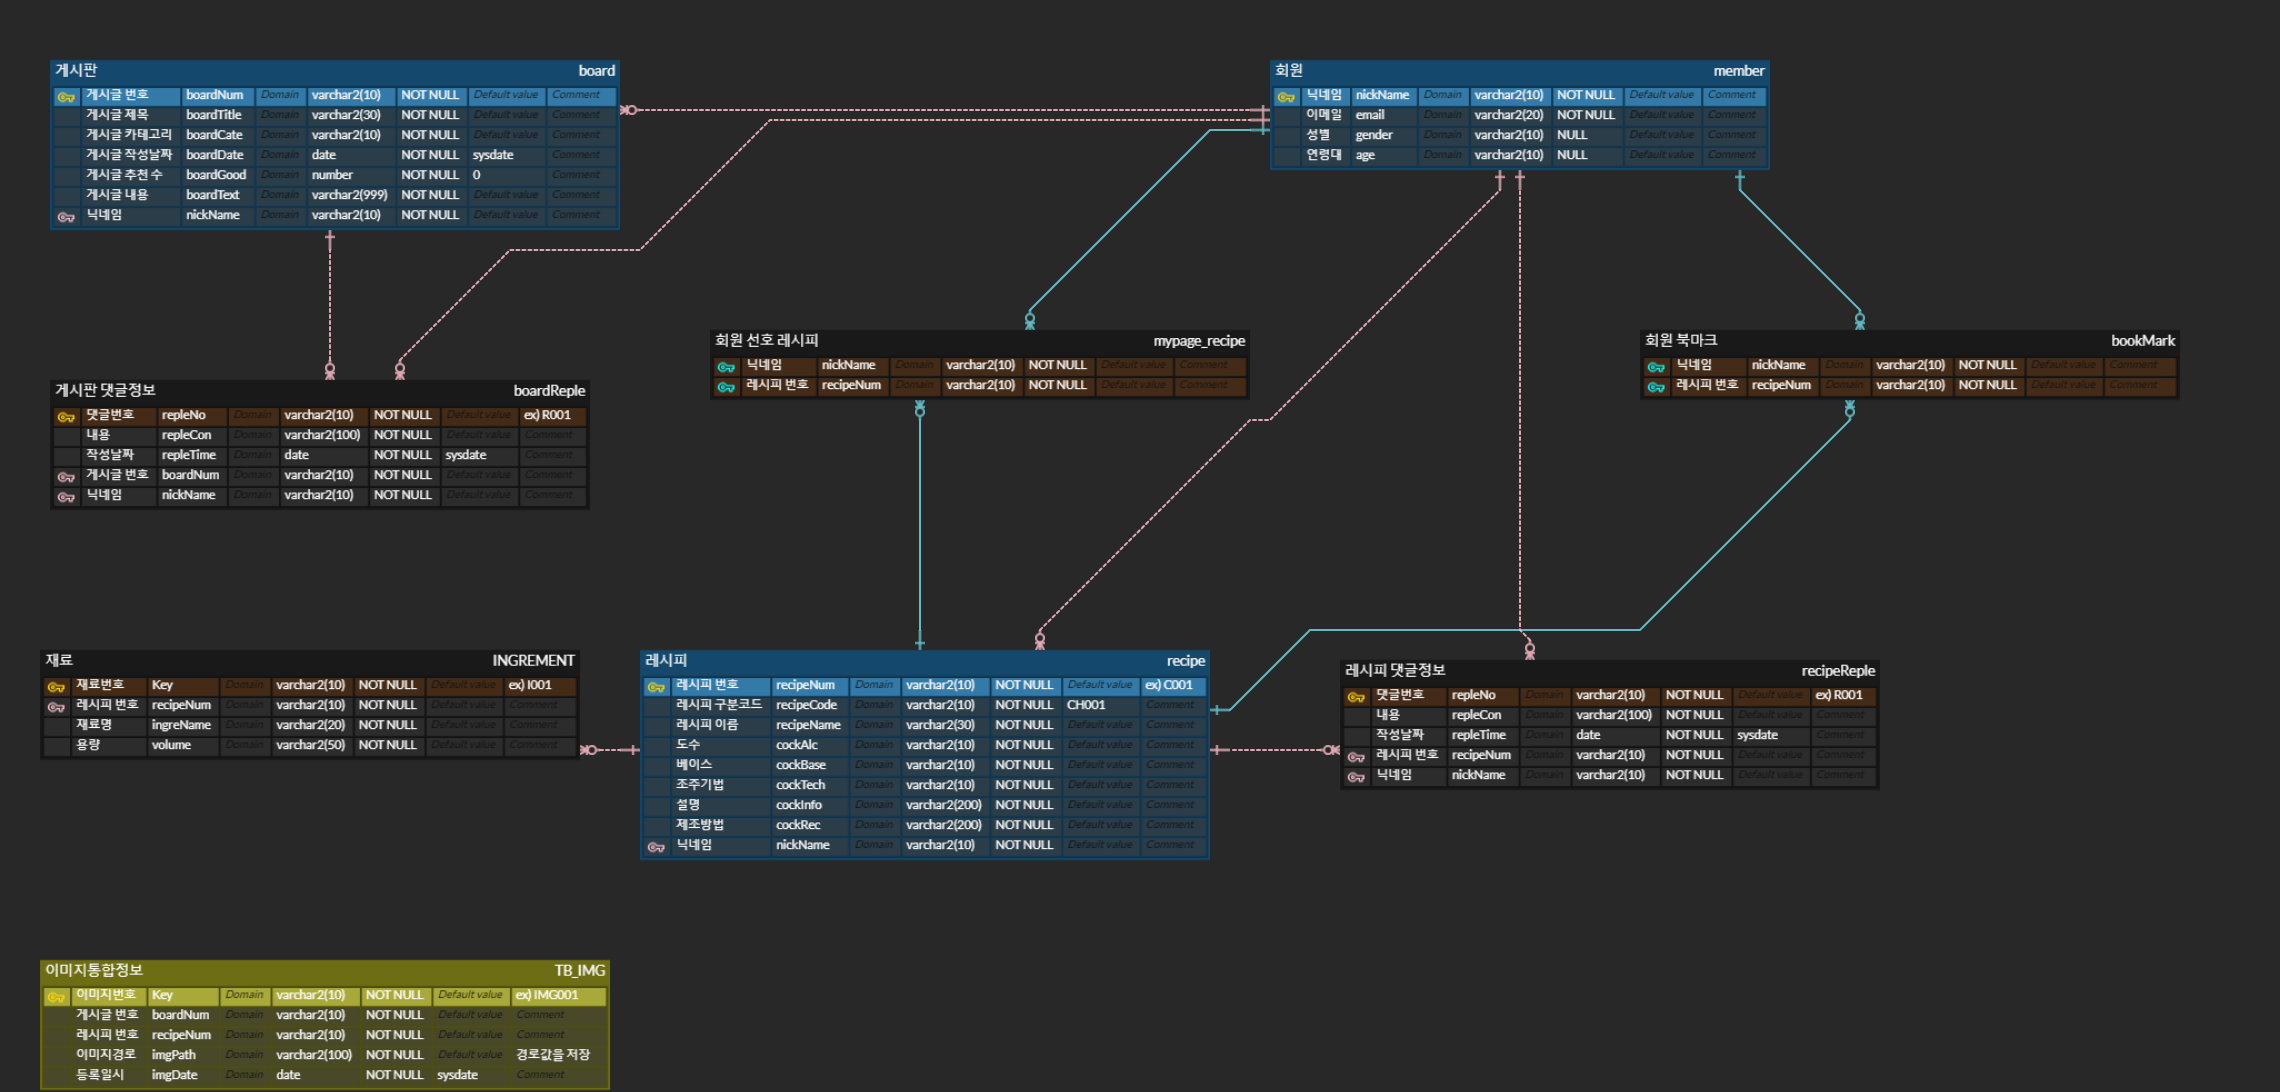 게시판 board
게시글 번호 boardNum Domain varchar2(10) NOT NULL Default value Comment
게시글 제목 boardTitle Domain varchar2(30) NOT NULL Default value Comment
게시글 카테고리 boardCate Domain varchar2(10) NOT NULL Default value Comment
게시글 작성날짜 boardDate Domain date NOT NULL sysdate Comment
게시글 추천 수 boardGood Domain number NOT NULL 0 Comment
게시글 내용 boardText Domain varchar2(999) NOT NULL Default value Comment
닉네임 nickName Domain varchar2(10) NOT NULL Default value Comment
회원 member
닉네임 nickName Domain varchar2(10) NOT NULL Default value Comment
이메일 email Domain varchar2(20) NOT NULL Default value Comment
성별 gender Domain varchar2(10) NULL Default value Comment
연령대 age Domain varchar2(10) NULL Default value Comment
회원 선호 레시피 mypage_recipe
닉네임 nickName Domain varchar2(10) NOT NULL Default value Comment
레시피 번호 recipeNum Domain varchar2(10) NOT NULL Default value Comment
회원 북마크 bookMark
닉네임 nickName Domain varchar2(10) NOT NULL Default value Comment
레시피 번호 recipeNum Domain varchar2(10) NOT NULL Default value Comment
게시판 댓글정보 boardReple
댓글번호 repleNo Domain varchar2(10) NOT NULL Default value ex) R001
내용 repleCon Domain varchar2(100) NOT NULL Default value Comment
작성날짜 repleTime Domain date NOT NULL sysdate Comment
게시글 번호 boardNum Domain varchar2(10) NOT NULL Default value Comment
닉네임 nickName Domain varchar2(10) NOT NULL Default value Comment
재료 INGREMENT
재료번호 Key Domain varchar2(10) NOT NULL Default value ex) I001
레시피 번호 recipeNum Domain varchar2(10) NOT NULL Default value Comment
재료명 ingreName Domain varchar2(20) NOT NULL Default value Comment
용량 volume Domain varchar2(50) NOT NULL Default value Comment
레시피 recipe
레시피 번호 recipeNum Domain varchar2(10) NOT NULL Default value ex) C001
레시피 구분코드 recipeCode Domain varchar2(10) NOT NULL CH001 Comment
레시피 이름 recipeName Domain varchar2(30) NOT NULL Default value Comment
도수 cockAlc Domain varchar2(10) NOT NULL Default value Comment
베이스 cockBase Domain varchar2(10) NOT NULL Default value Comment
조주기법 cockTech Domain varchar2(10) NOT NULL Default value Comment
설명 cockInfo Domain varchar2(200) NOT NULL Default value Comment
제조방법 cockRec Domain varchar2(200) NOT NULL Default value Comment
닉네임 nickName Domain varchar2(10) NOT NULL Default value Comment
레시피 댓글정보 recipeReple
댓글번호 repleNo Domain varchar2(10) NOT NULL Default value ex) R001
내용 repleCon Domain varchar2(100) NOT NULL Default value Comment
작성날짜 repleTime Domain date NOT NULL sysdate Comment
레시피 번호 recipeNum Domain varchar2(10) NOT NULL Default value Comment
닉네임 nickName Domain varchar2(10) NOT NULL Default value Comment
이미지통합정보 TB_IMG
이미지번호 Key Domain varchar2(10) NOT NULL Default value ex) IMG001
게시글 번호 boardNum Domain varchar2(10) NOT NULL Default value Comment
레시피 번호 recipeNum Domain varchar2(10) NOT NULL Default value Comment
이미지경로 imgPath Domain varchar2(100) NOT NULL Default value 경로값을 저장
등록일시 imgDate Domain date NOT NULL sysdate Comment